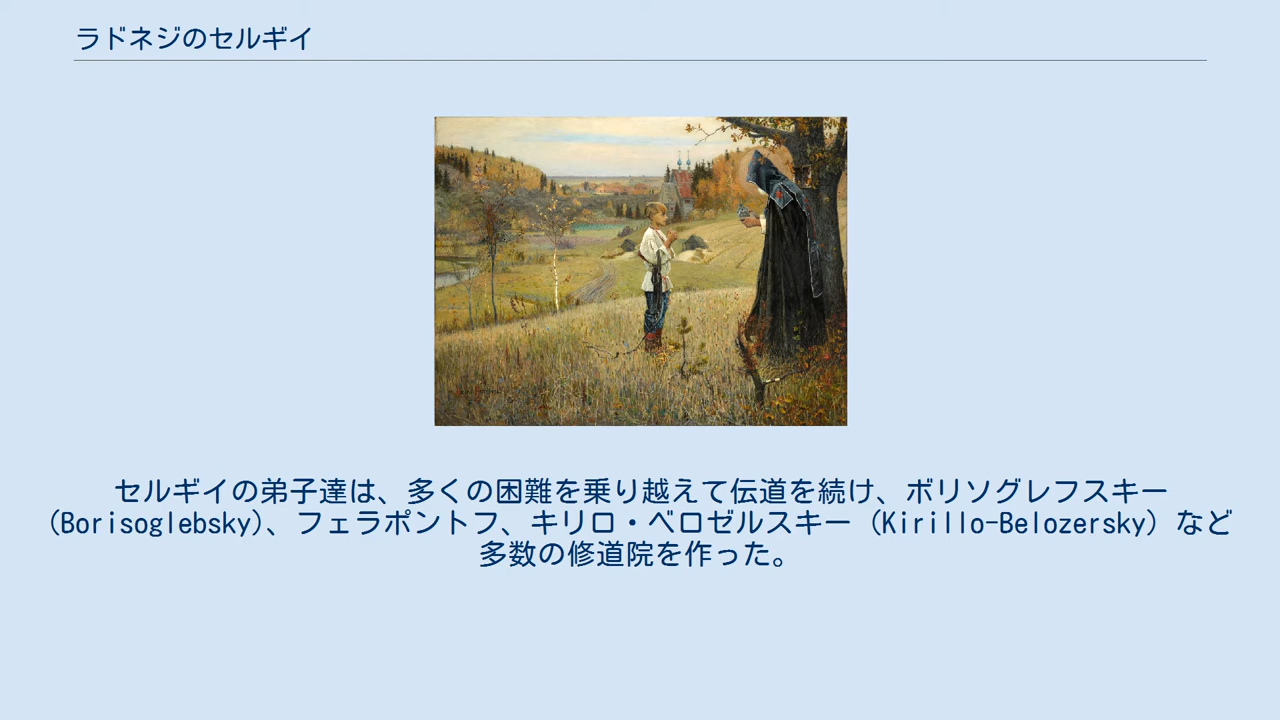 ラドネジのセルギイ
セルギイの弟子達は、多くの困難を乗り越えて伝道を続け、ボリソグレフスキー
(Borisoglebsky)、フェラポントフ、キリロ・ベロゼルスキー（Kirillo-Belozersky）など
多数の修道院を作った。